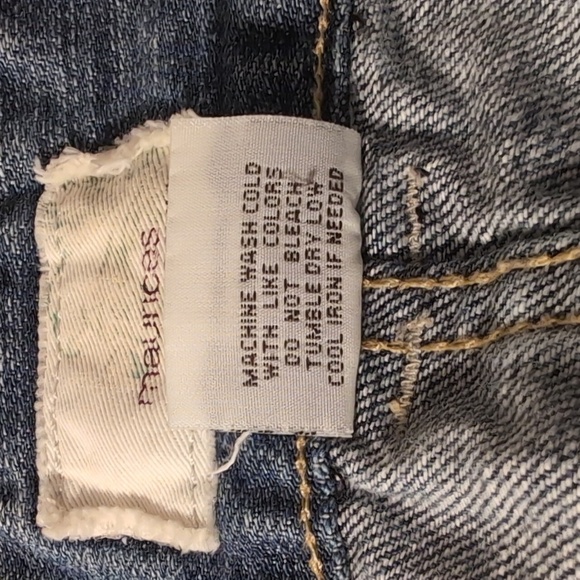 maurices
MACHINE WASH COLD
WITH LIKE COLORS
DO NOT BLEACH
TUMBLE DRY LOW
COOL IRON IF NEEDED